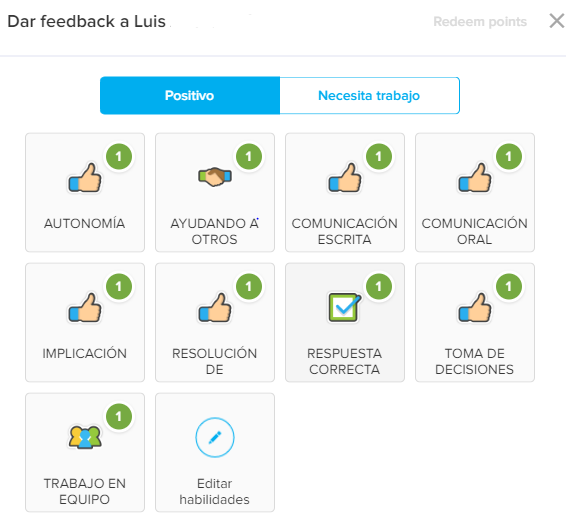 Dar feedback a Luis
Redeem points
Positivo
Necesita trabajo
1
AUTONOMÍA
1
AYUDANDO A
OTROS
1
COMUNICACIÓN
ESCRITA
1
COMUNICACIÓN
ORAL
1
IMPLICACIÓN
1
RESOLUCIÓN
DE
1
RESPUESTA
CORRECTA
1
TOMA DE
DECISIONES
1
TRABAJO EN
EQUIPO
Editar
habilidades